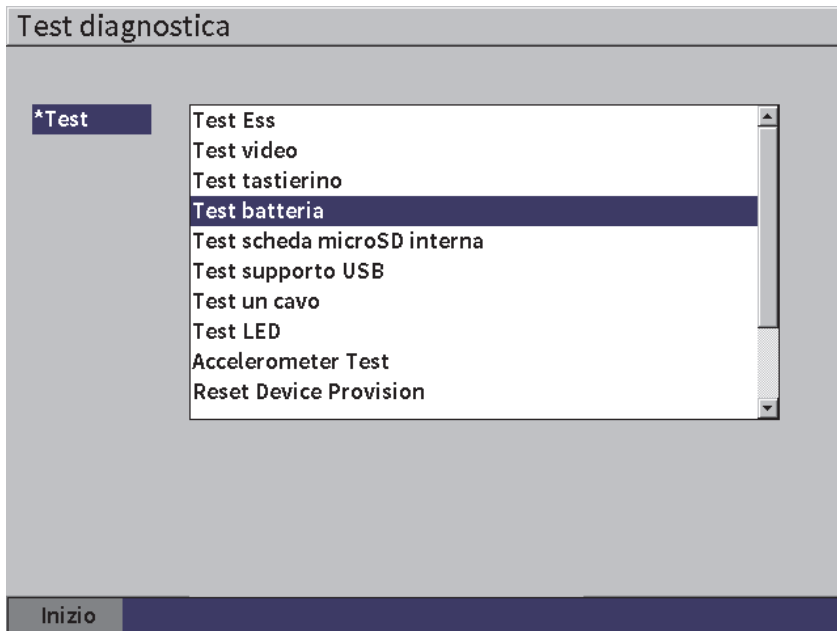 Test diagnostica
*Test
Test Ess
Test video
Test tastierino
Test batteria
Test scheda microSD interna
Test supporto USB
Test un cavo
Test LED
Accelerometer Test
Reset Device Provision
Inizio